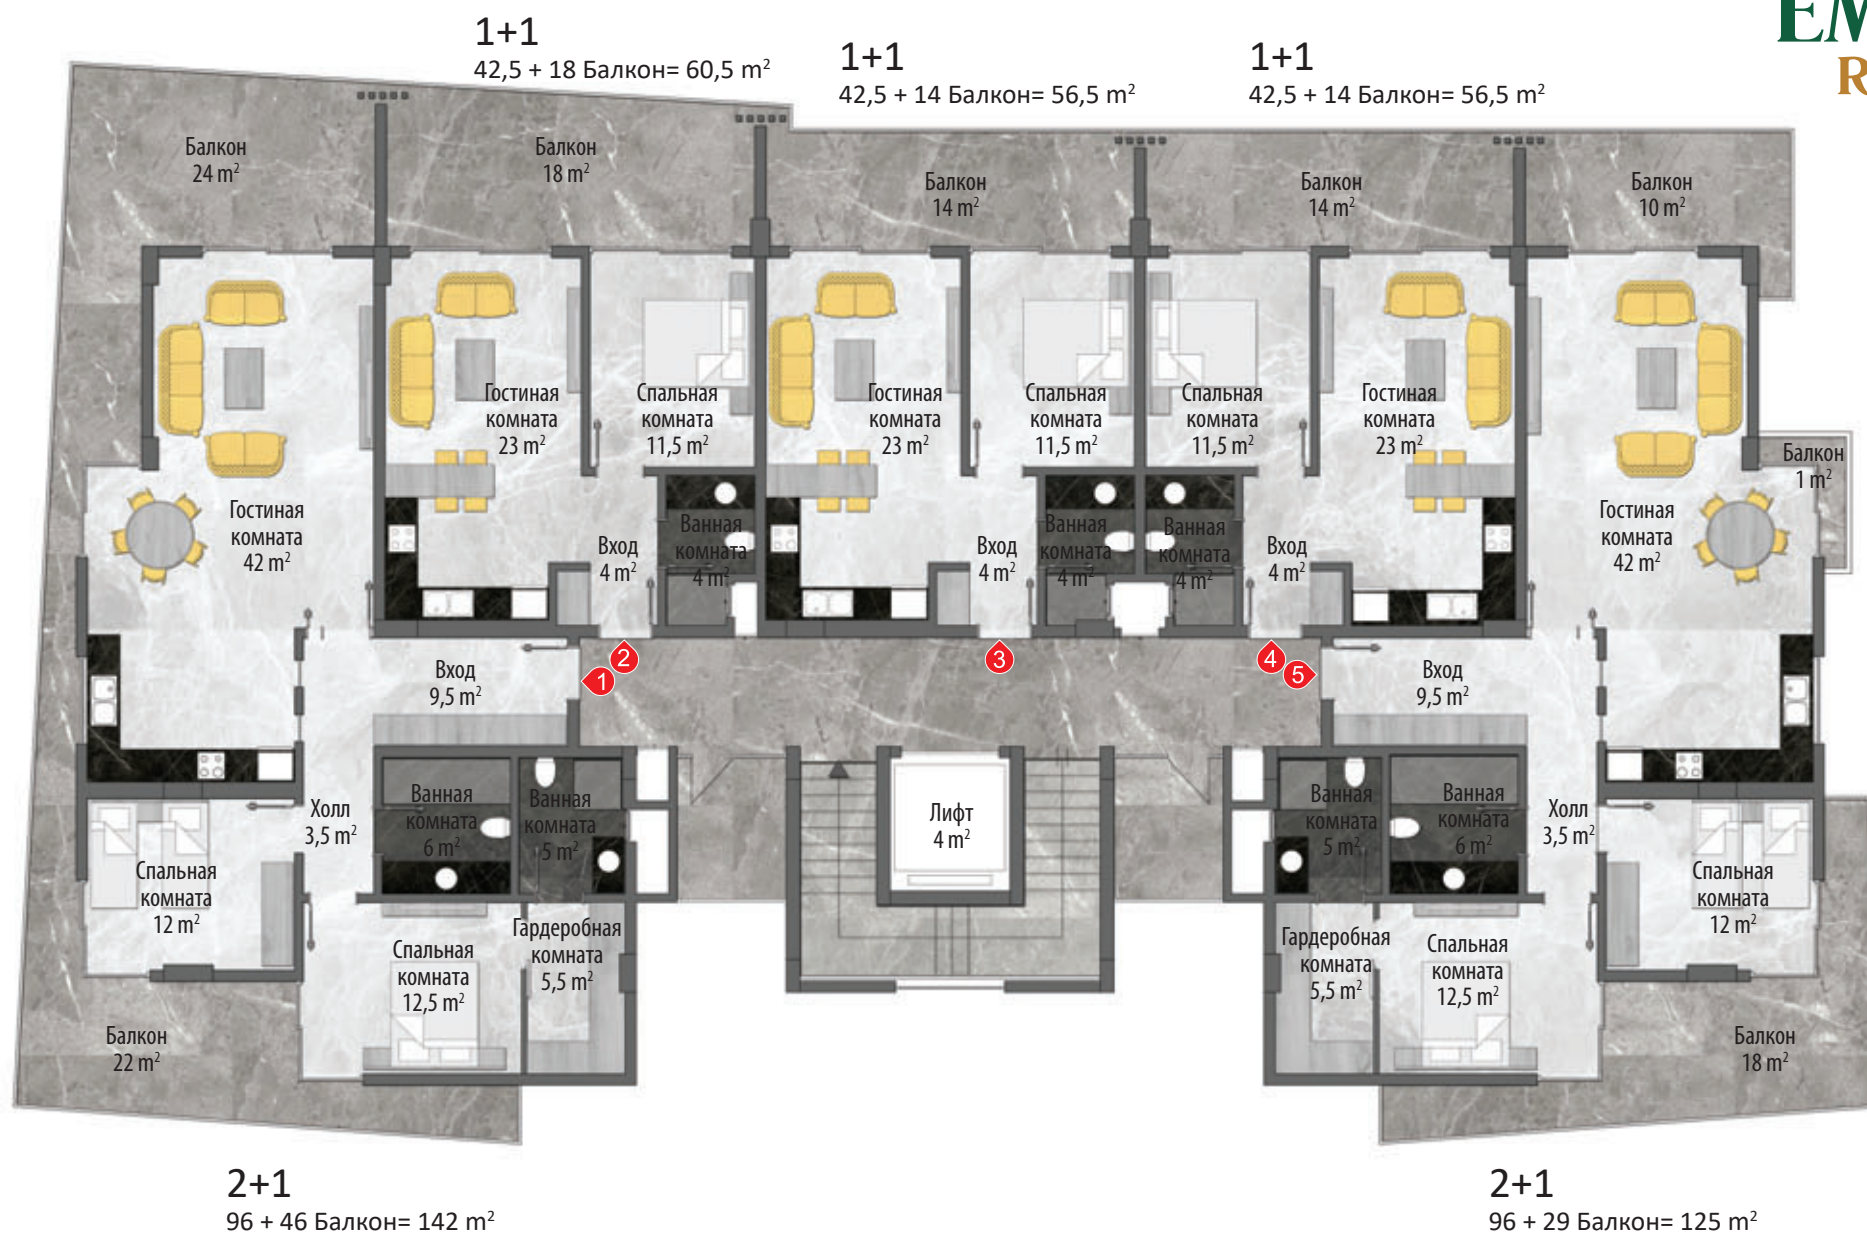 1+1
42,5 + 18 Балкон= 60,5 m²
1+1
42,5 + 14 Балкон= 56,5 m²
1+1
42,5 + 14 Балкон= 56,5 m²
Балкон
24 m²
Балкон
18 m²
Балкон
14 m²
Балкон
14 m²
Балкон
10 m²
Гостиная
комната
23 m²
Спальная
комната
11,5 m²
Гостиная
комната
23 m²
Спальная
комната
11,5 m²
Спальная
комната
11,5 m²
Гостиная
комната
23 m²
Балкон
1 m²
Гостиная
комната
42 m²
Вход
4 m²
Ванная
комната
4 m²
Вход
4 m²
Ванная
комната
4 m²
Ванная
комната
4 m²
Вход
4 m²
Гостиная
комната
42 m²
1
2
3
4
5
Вход
9,5 m²
Вход
9,5 m²
Холл
3,5 m²
Ванная
комната
6 m²
Ванная
комната
5 m²
Лифт
4 m²
Ванная
комната
5 m²
Ванная
комната
6 m²
Холл
3,5 m²
Спальная
комната
12 m²
Спальная
комната
12 m²
Спальная
комната
12,5 m²
Гардеробная
комната
5,5 m²
Гардеробная
комната
5,5 m²
Спальная
комната
12,5 m²
Балкон
22 m²
Балкон
18 m²
2+1
96 + 46 Балкон= 142 m²
2+1
96 + 29 Балкон= 125 m²